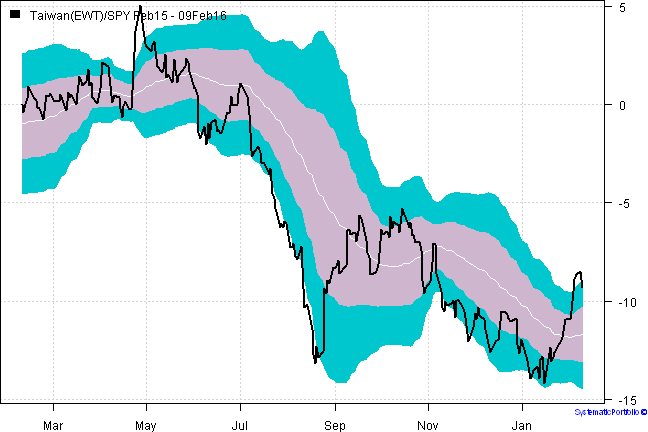 Taiwan(EWT)/SPY Feb15 - 09Feb16
5
0
-5
-10
-15
Mar May Jul Sep Nov Jan
SystematicPortfolio ©